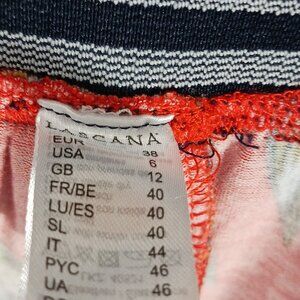 LASCANA
EUR 38
USA 6
GB 12
FR/BE 40
LU/ES 40
SL 40
IT 44
РУС 46
UA 46